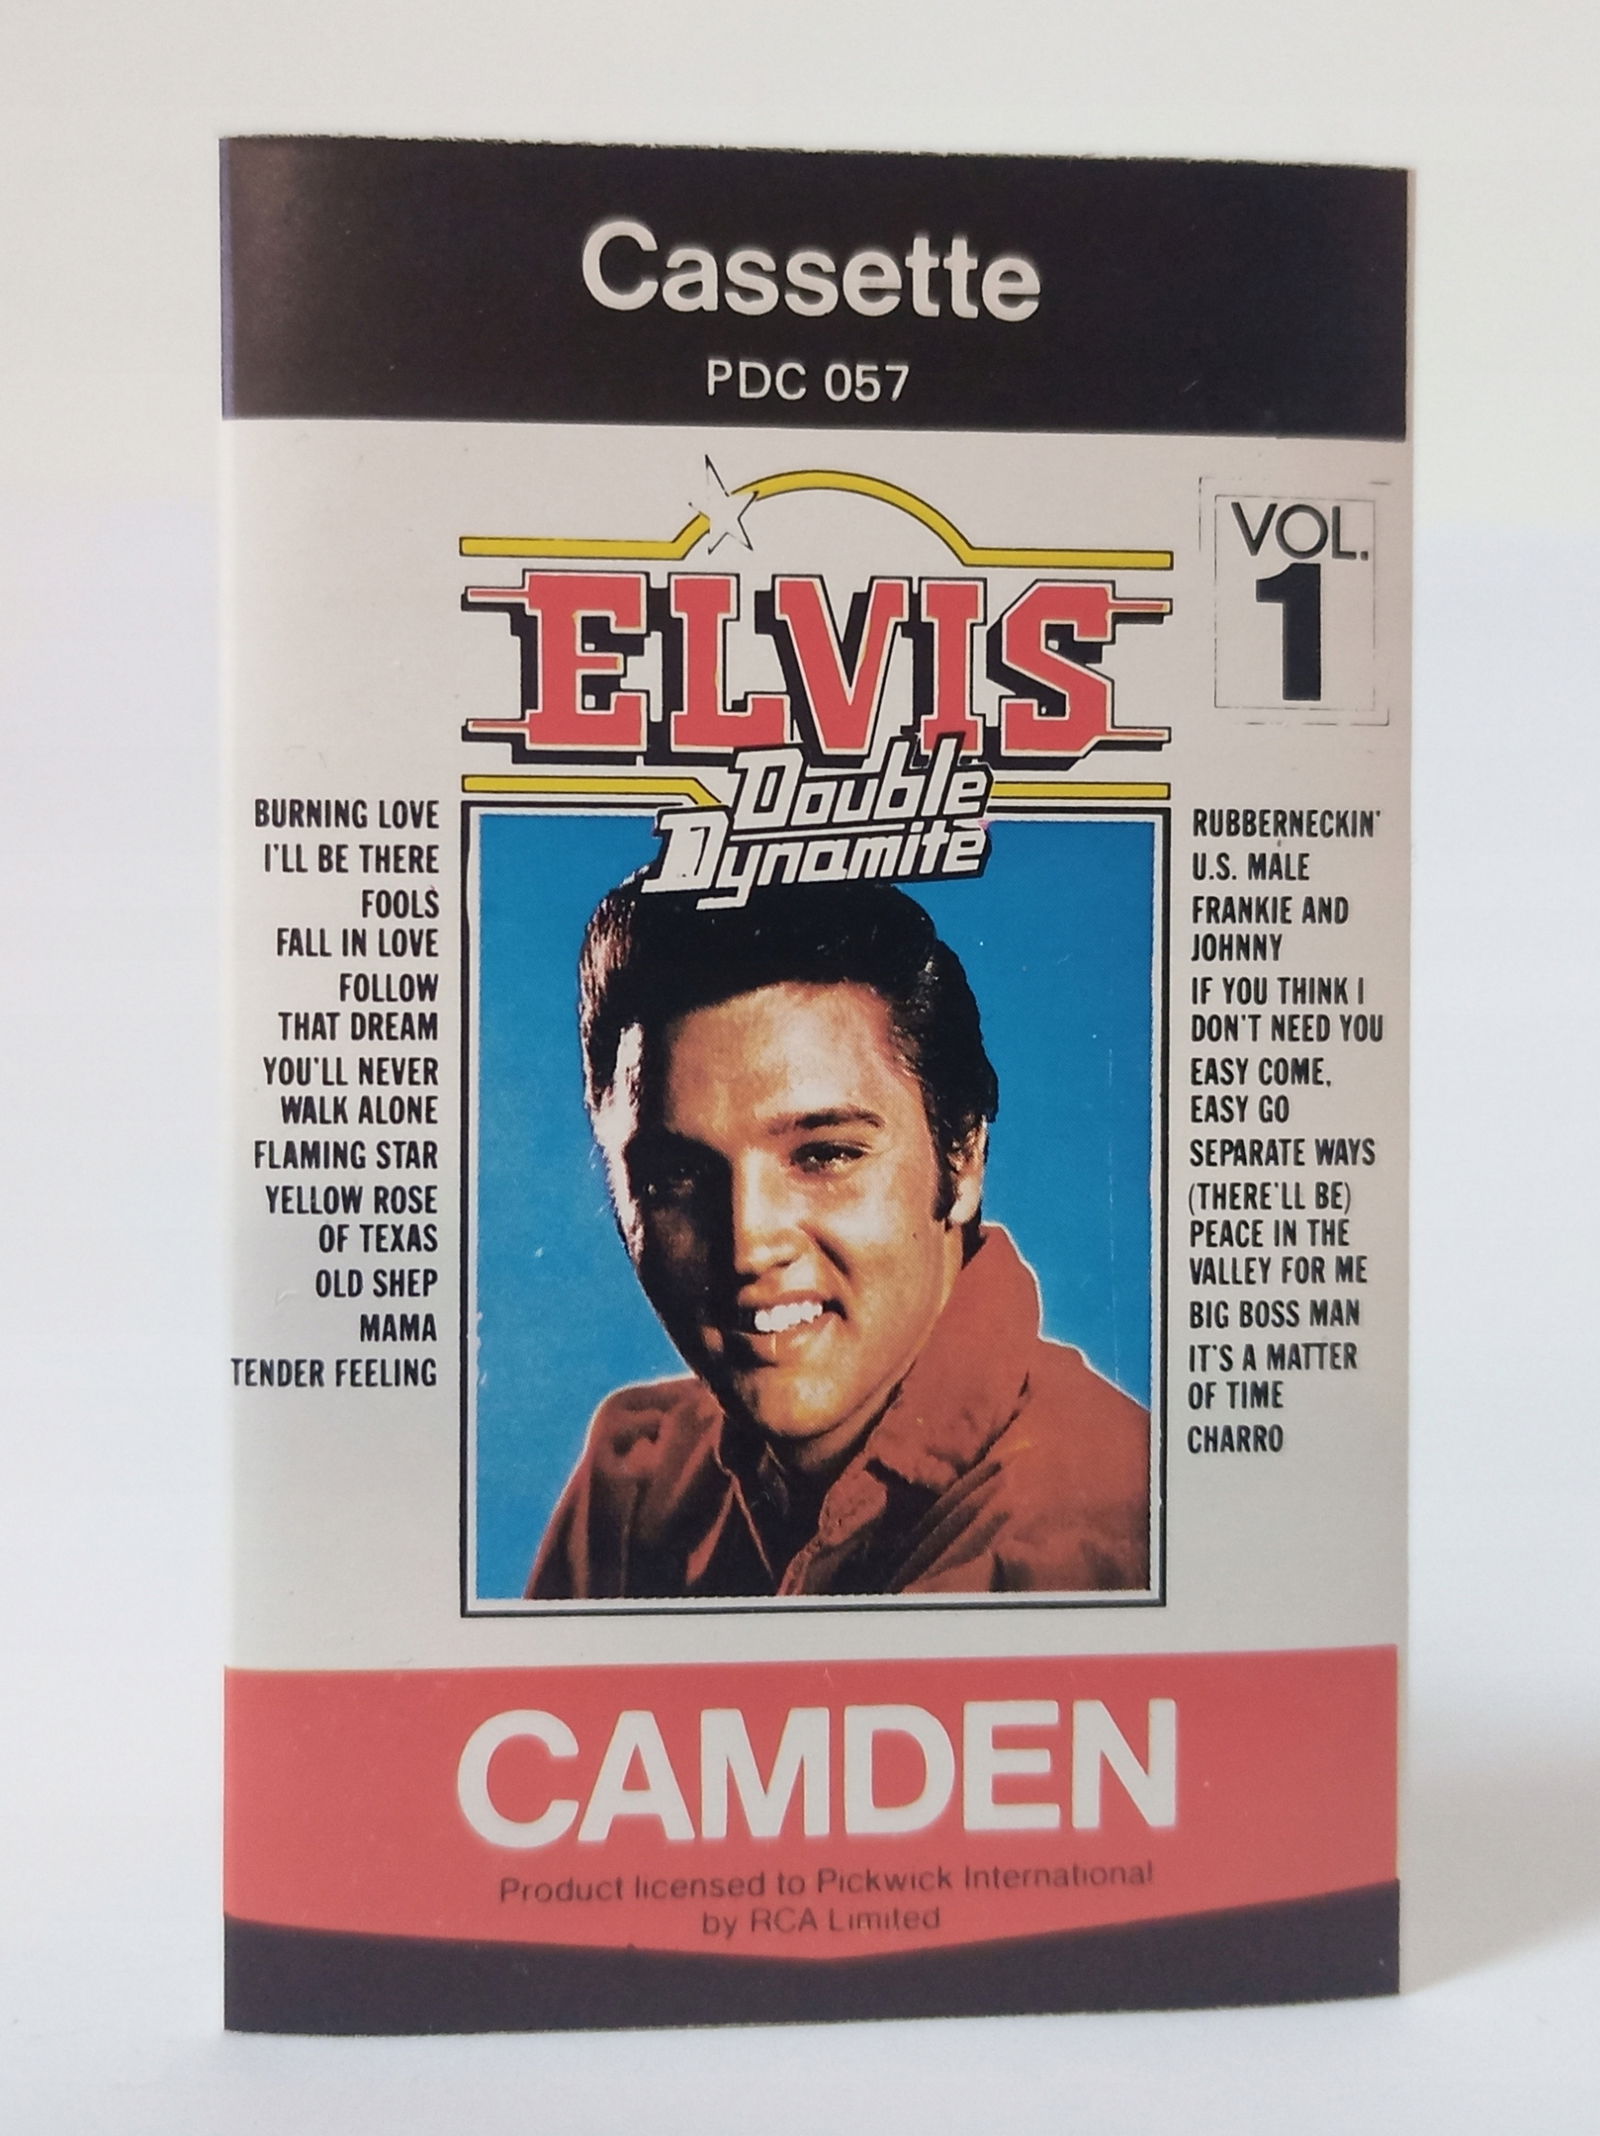 Cassette
PDC 057
VOL.
1
ELVIS
Double
Dynamite
BURNING LOVE
I'LL BE THERE
FOOLS
FALL IN LOVE
FOLLOW
THAT DREAM
YOU'LL NEVER
WALK ALONE
FLAMING STAR
YELLOW ROSE
OF TEXAS
OLD SHEP
MAMA
TENDER FEELING
RUBBERNECKIN'
U.S. MALE
FRANKIE AND
JOHNNY
IF YOU THINK I
DON'T NEED YOU
EASY COME,
EASY GO
SEPARATE WAYS
(THERE'LL BE)
PEACE IN THE
VALLEY FOR ME
BIG BOSS MAN
IT'S A MATTER
OF TIME
CHARRO
CAMDEN
Product licensed to Pickwick International
by RCA Limited